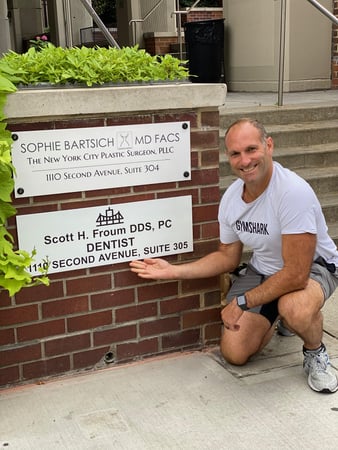 SOPHIE BARTSICH MD FACS
THE NEW YORK CITY PLASTIC SURGEON, PLLC
1110 SECOND AVENUE, SUITE 304
Scott H. Froum DDS, PC
DENTIST
1110 SECOND AVENUE, SUITE 305
GYMSHARK